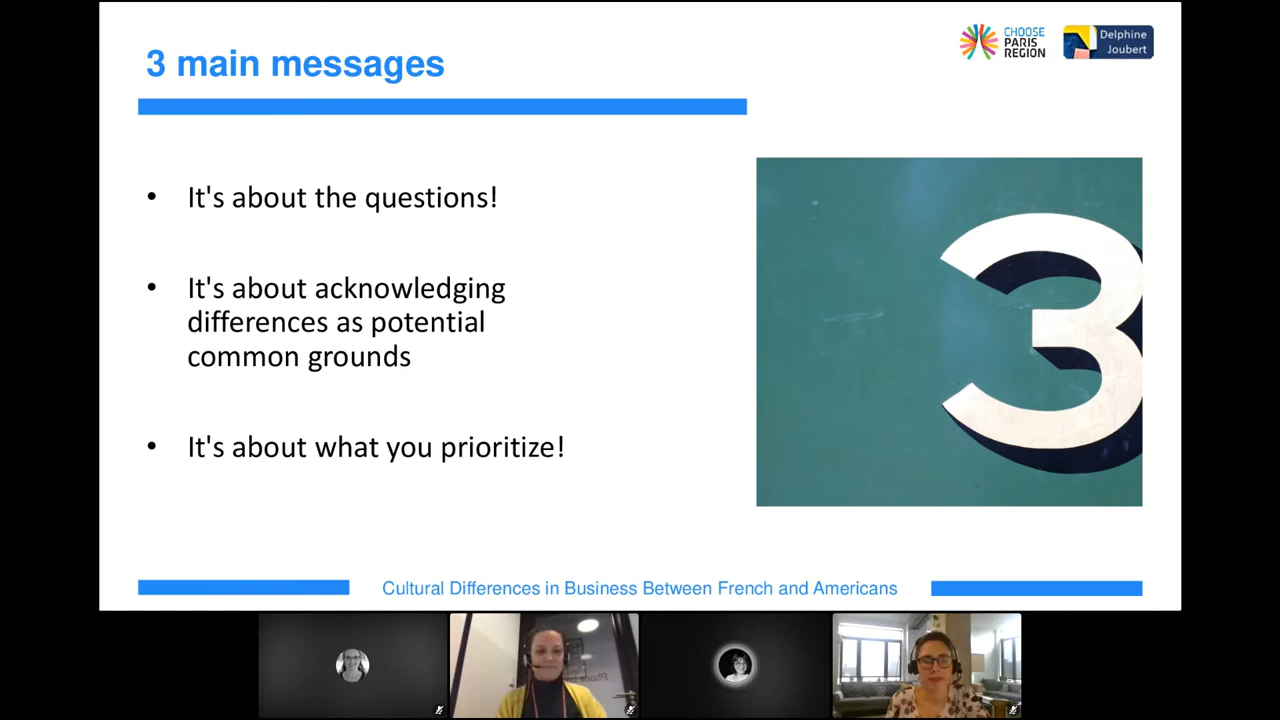 3 main messages
CHOOSE
PARIS
REGION
Delphine
Joubert
• It's about the questions!
• It's about acknowledging
differences as potential
common grounds
• It's about what you prioritize!
3
Cultural Differences in Business Between French and Americans